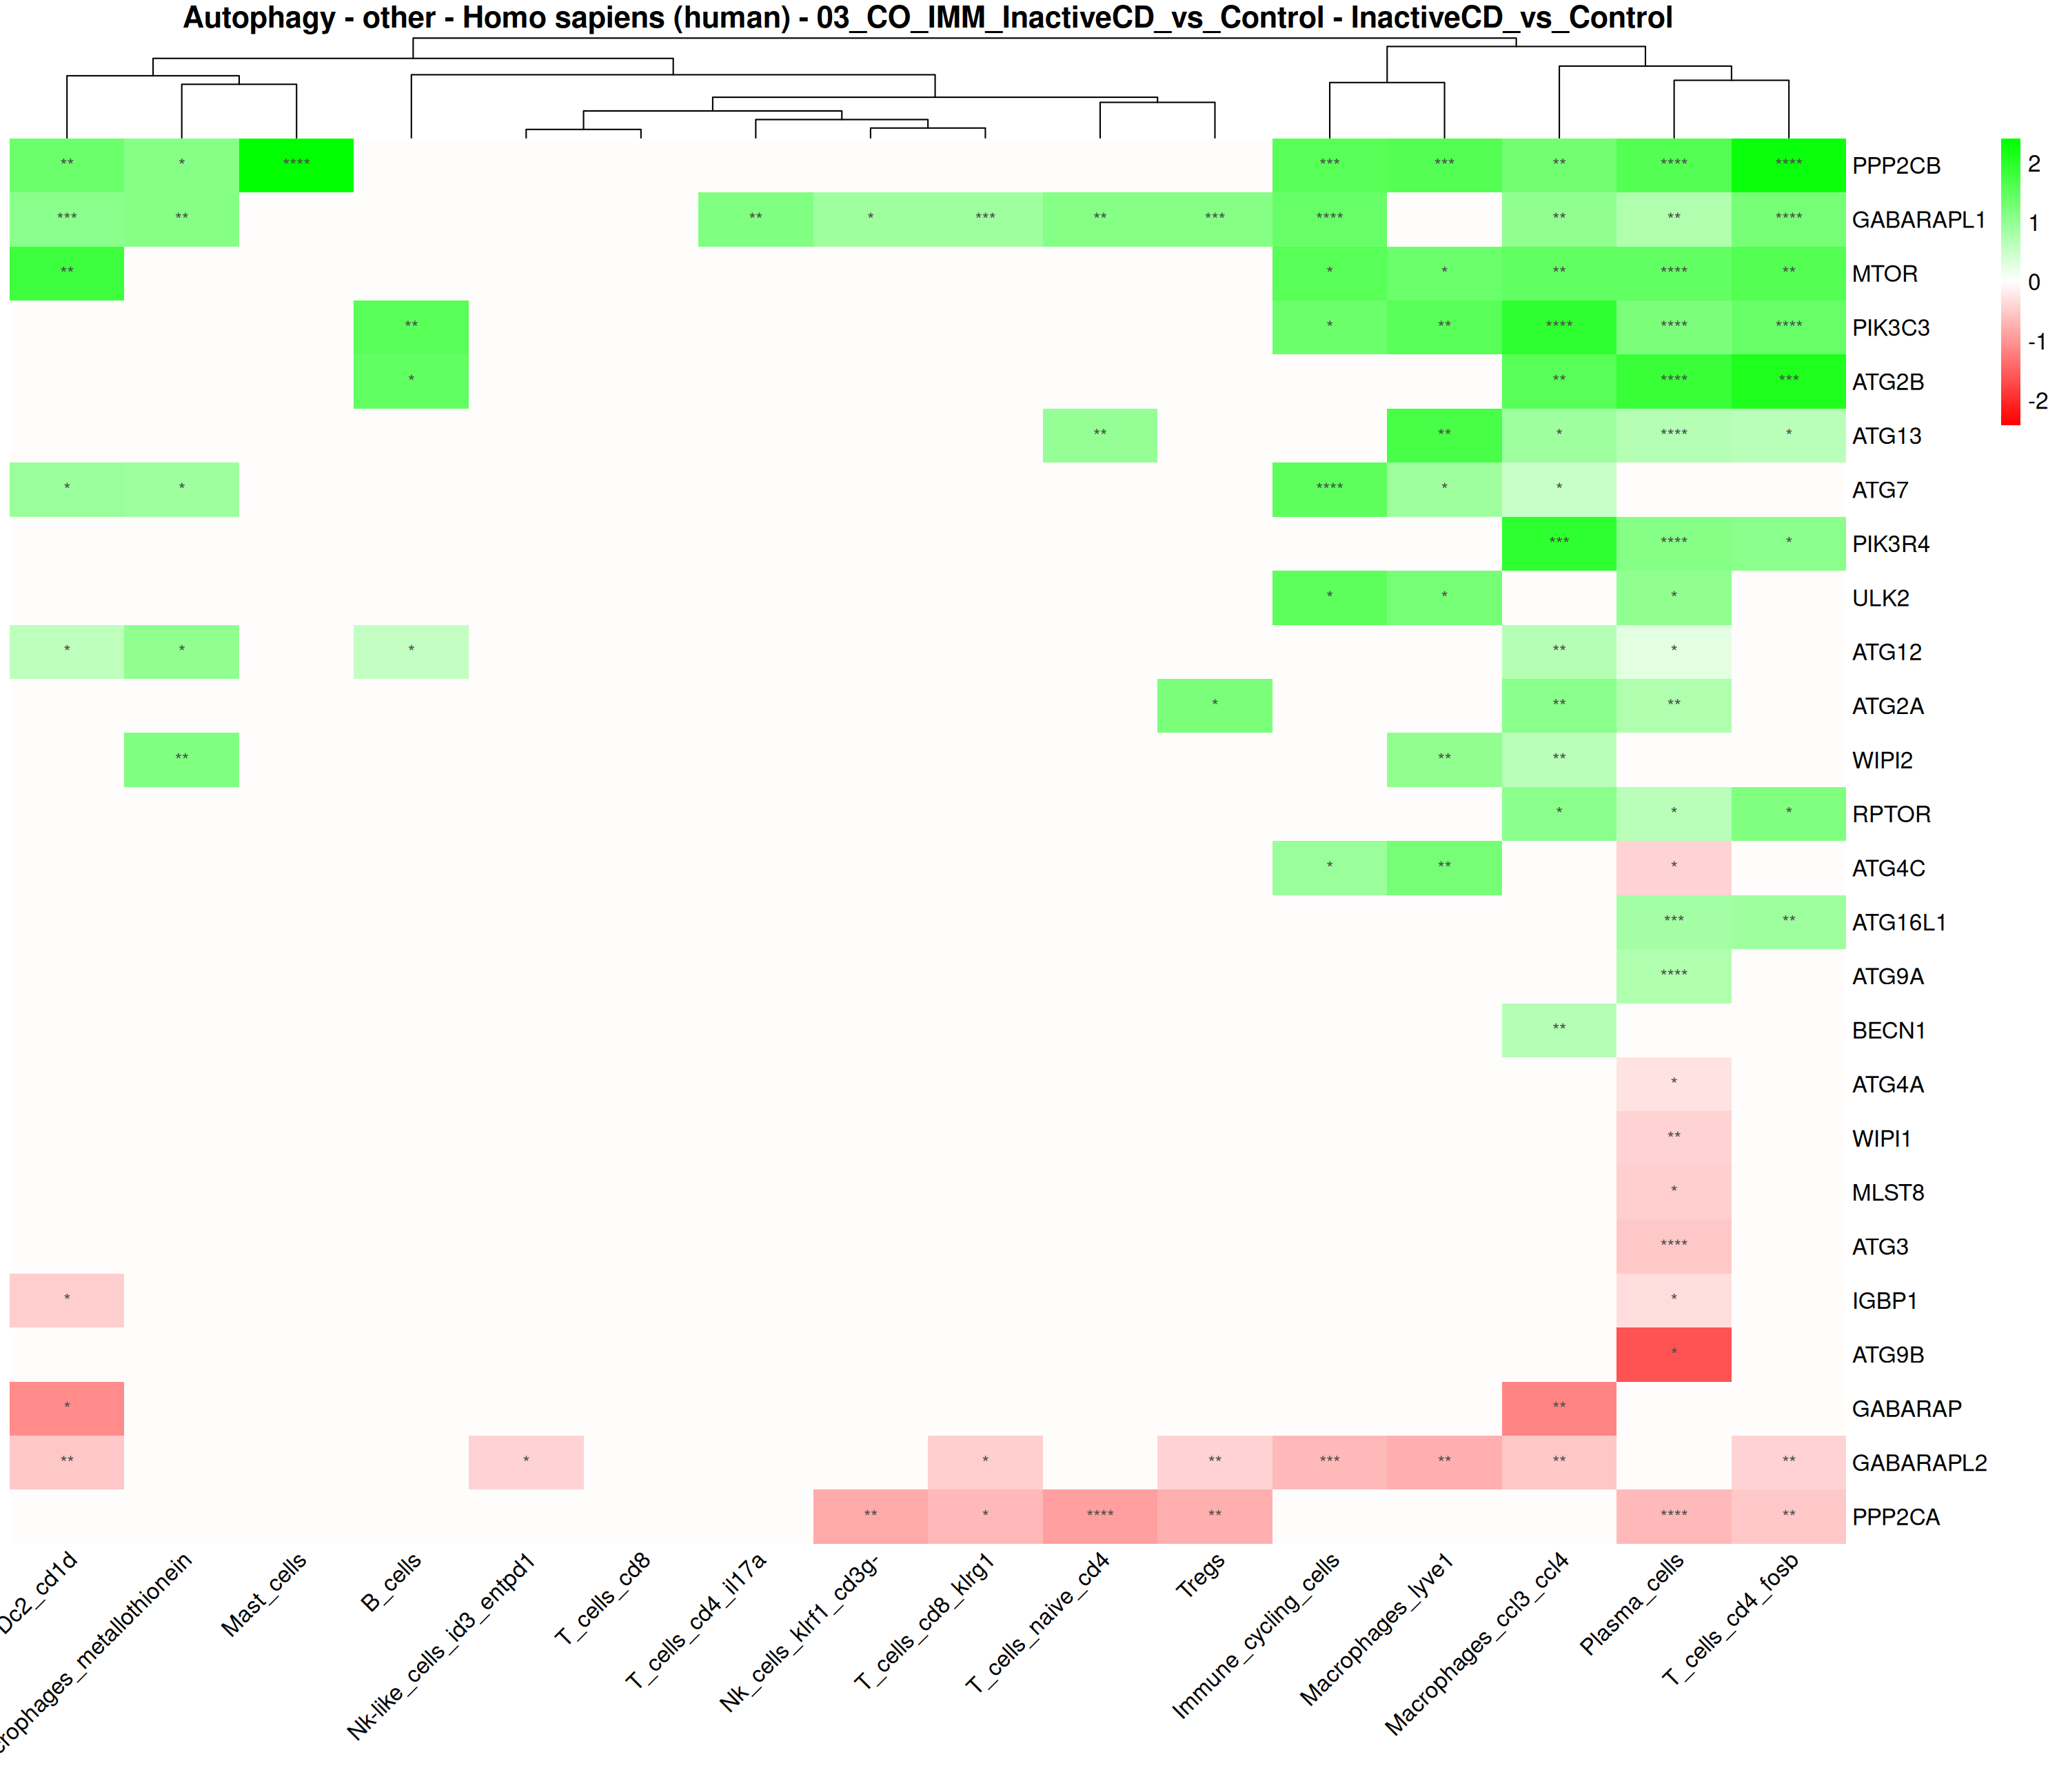 Autophagy - other - Homo sapiens (human) - 03_CO_IMM_InactiveCD_vs_Control - InactiveCD_vs_Control
** * **** *** *** ** **** **** PPP2CB
*** ** ** * *** ** *** **** ** ** **** GABARAPL1
** * * ** **** ** MTOR
** * ** **** **** **** PIK3C3
* ** **** *** ATG2B
** ** * **** * ATG13
* * **** * * ATG7
*** **** * PIK3R4
* * * ULK2
* * * ** * ATG12
* ** ** ATG2A
** ** ** WIPI2
* * * RPTOR
* ** * ATG4C
*** ** ATG16L1
**** ATG9A
** BECN1
* ATG4A
** WIPI1
* MLST8
**** ATG3
* * IGBP1
* ATG9B
* ** GABARAP
** * * ** *** ** ** ** GABARAPL2
** * **** ** **** ** PPP2CA
2
1
0
-1
-2
Dc2_cd1d
rophages_metallothionein
Mast_cells
B_cells
Nk-like_cells_id3_entpd1
T_cells_cd8
T_cells_cd4_il17a
Nk_cells_klrf1_cd3g-
T_cells_cd8_klrg1
T_cells_naive_cd4
Tregs
Immune_cycling_cells
Macrophages_lyve1
Macrophages_ccl3_ccl4
Plasma_cells
T_cells_cd4_fosb